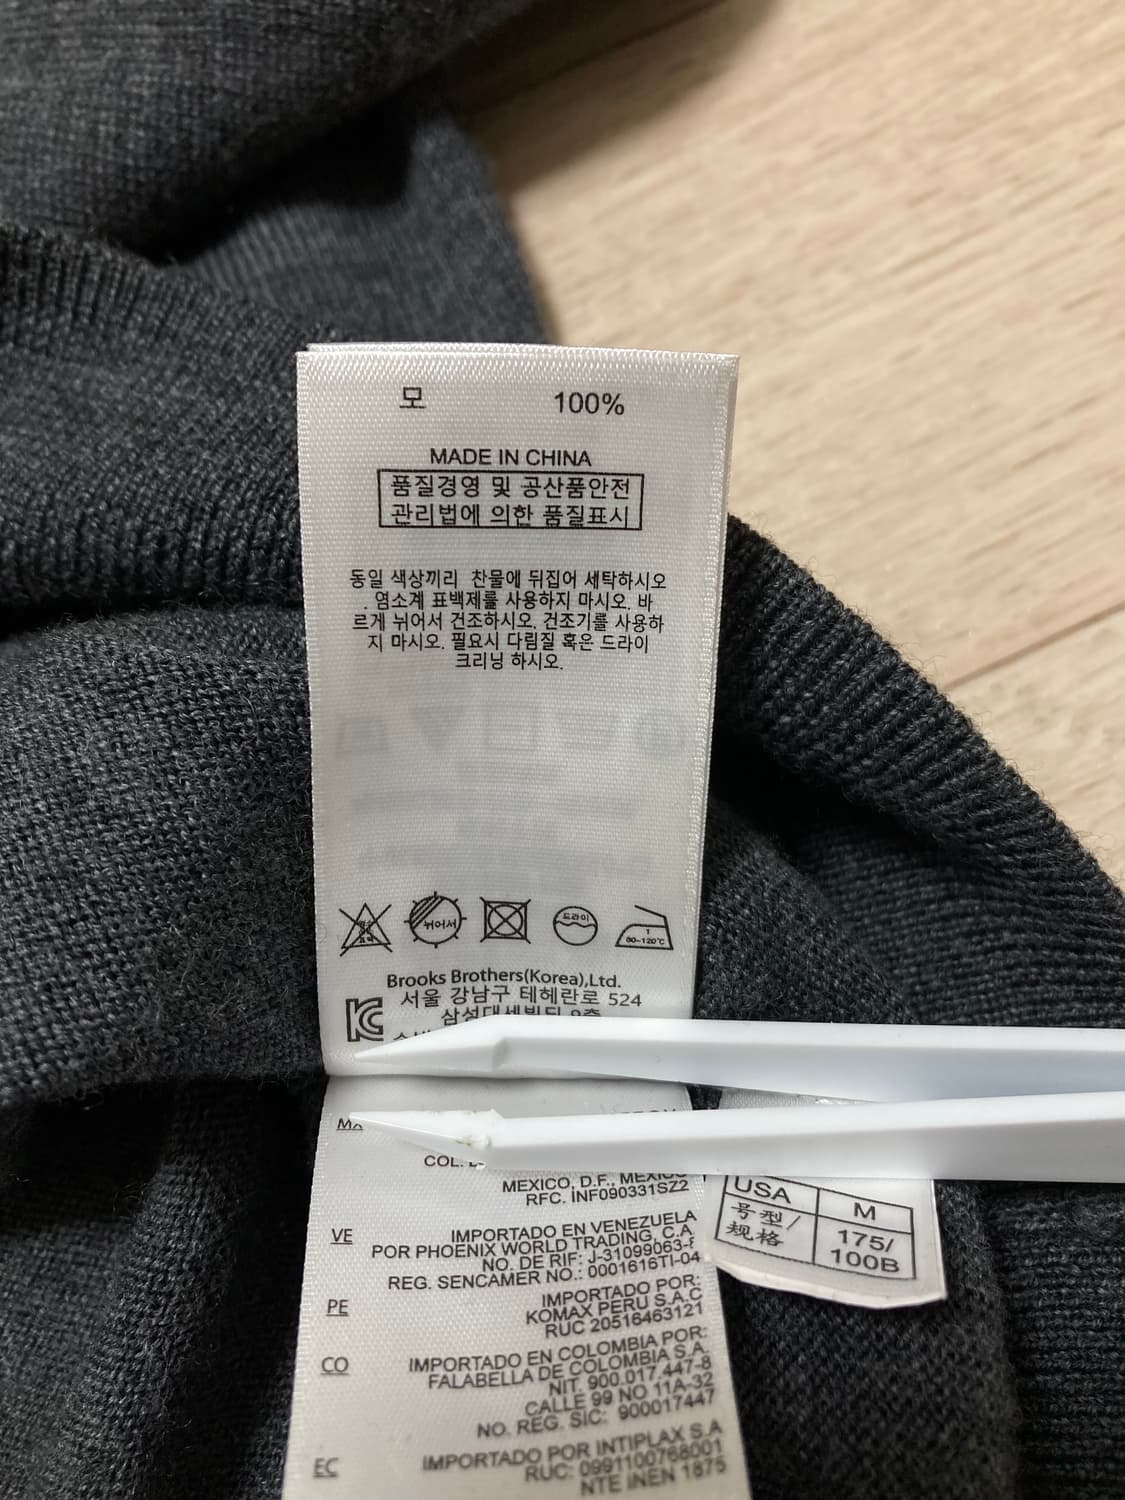 모 100%
MADE IN CHINA
품질경영 및 공산품안전
관리법에 의한 품질표시
동일 색상끼리 찬물에 뒤집어 세탁하시오
. 염소계 표백제를 사용하지 마시오. 바
르게 뉘어서 건조하시오. 건조기를 사용하
지 마시오. 필요시 다림질 혹은 드라이
크리닝 하시오.
뉘어서
드라이
1
80-120℃
Brooks Brothers(Korea),Ltd.
서울 강남구 테헤란로 524
MX
COL.
MEXICO, D.F., MEXICO
RFC. INF090331SZ2
VE IMPORTADO EN VENEZUELA
POR PHOENIX WORLD TRADING, C.A
NO. DE RIF: J-31099063-
REG. SENCAMER NO.: 0001616TI-04
PE IMPORTADO POR:
KOMAX PERU S.A.C
RUC 20516463121
CO IMPORTADO EN COLOMBIA POR:
FALABELLA DE COLOMBIA S.A.
NIT 900.017.447-8
CALLE 99 NO 11A-32
NO. REG. SIC: 900017447
EC IMPORTADO POR INTIPLAX S.A
RUC: 0991100768001
NTE INEN 1875
USA M
号型/ 175/
规格 100B